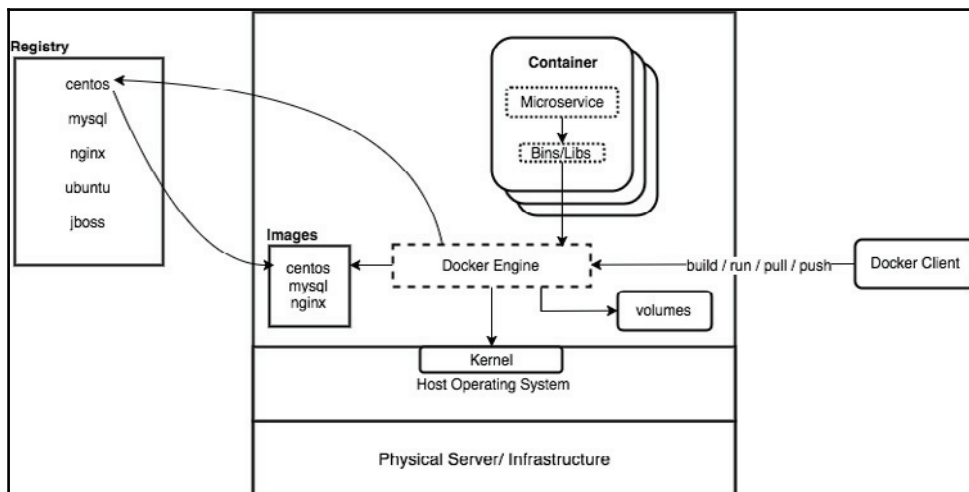 Registry
centos
mysql
nginx
ubuntu
jboss
Container
Microservice
Bins/Libs
Images
centos
mysql
nginx
Docker Engine
build / run / pull / push
Docker Client
volumes
Kernel
Host Operating System
Physical Server/ Infrastructure